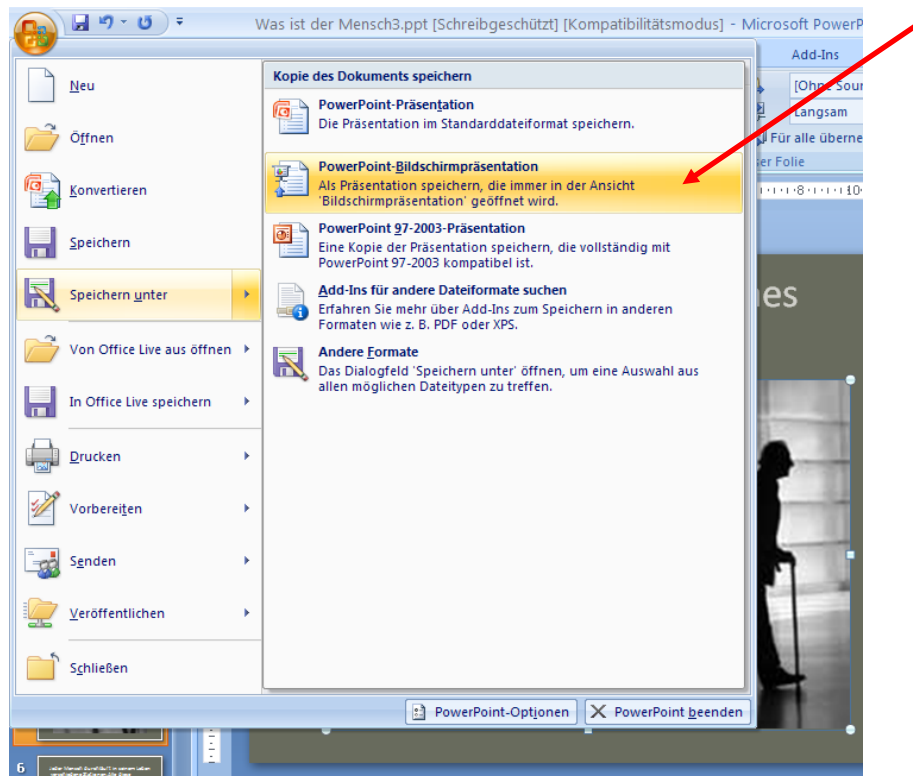 Was ist der Mensch3.ppt [Schreibgeschützt] [Kompatibilitätsmodus] - Microsoft PowerP
Add-Ins
[Ohne Sour
Langsam
Für alle überne
ser Folie
8
10
es
Neu
Öffnen
Konvertieren
Speichern
Speichern unter
Von Office Live aus öffnen
In Office Live speichern
Drucken
Vorbereiten
Senden
Veröffentlichen
Schließen
Kopie des Dokuments speichern
PowerPoint-Präsentation
Die Präsentation im Standarddateiformat speichern.
PowerPoint-Bildschirmpräsentation
Als Präsentation speichern, die immer in der Ansicht
'Bildschirmpräsentation' geöffnet wird.
PowerPoint 97-2003-Präsentation
Eine Kopie der Präsentation speichern, die vollständig mit
PowerPoint 97-2003 kompatibel ist.
Add-Ins für andere Dateiformate suchen
Erfahren Sie mehr über Add-Ins zum Speichern in anderen
Formaten wie z. B. PDF oder XPS.
Andere Formate
Das Dialogfeld 'Speichern unter' öffnen, um eine Auswahl aus
allen möglichen Dateitypen zu treffen.
PowerPoint-Optionen
PowerPoint beenden
6